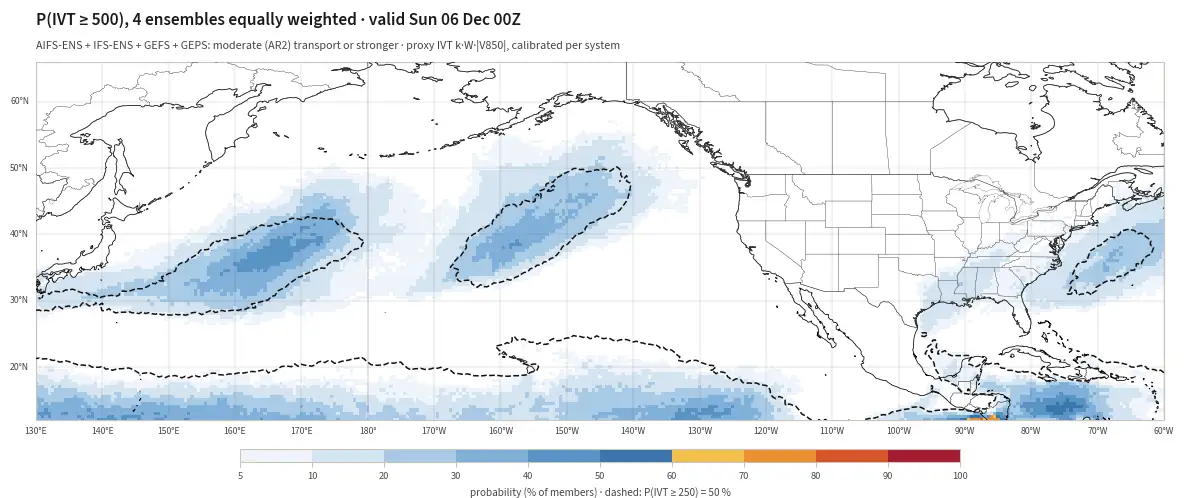 P(IVT ≥ 500), 4 ensembles equally weighted · valid Sun 06 Dec 00Z
AIFS-ENS + IFS-ENS + GEFS + GEPS: moderate (AR2) transport or stronger · proxy IVT k·W·|V850|, calibrated per system
60°N
50°N
40°N
30°N
20°N
130°E 140°E 150°E 160°E 170°E 180° 170°W 160°W 150°W 140°W 130°W 120°W 110°W 100°W 90°W 80°W 70°W 60°W
5 10 20 30 40 50 60 70 80 90 100
probability (% of members) · dashed: P(IVT ≥ 250) = 50 %